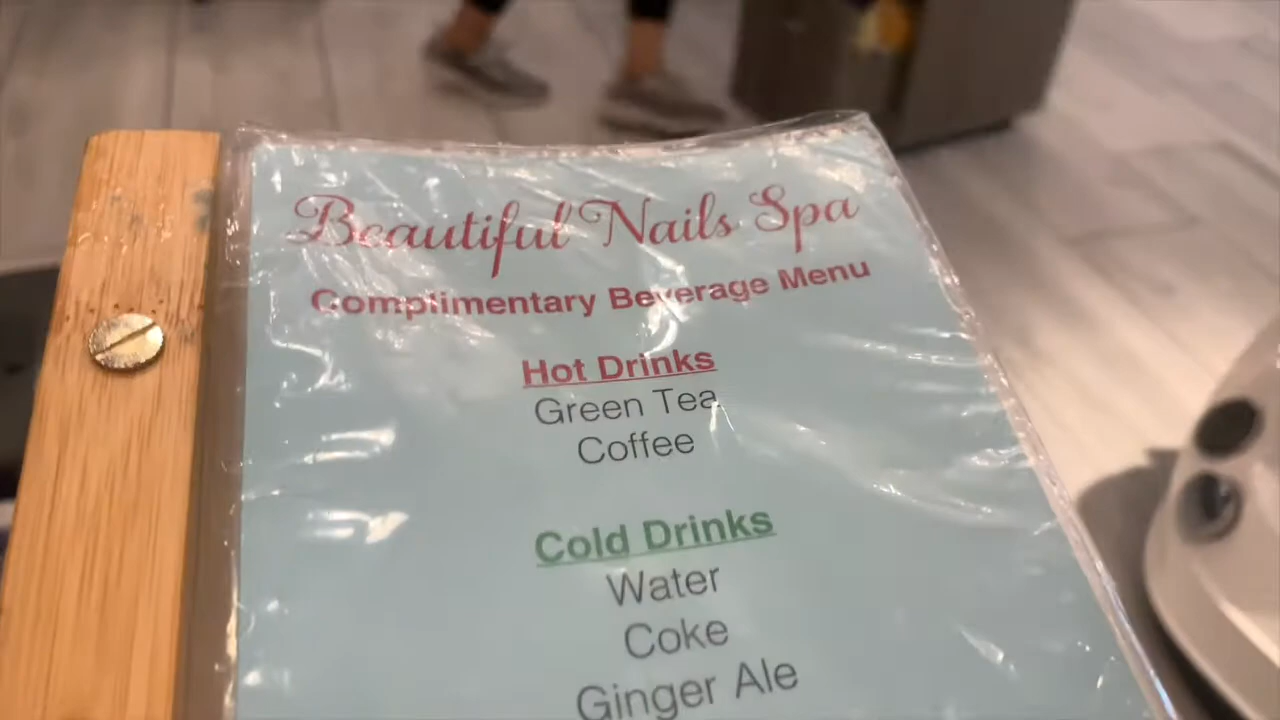 Beautiful Nails Spa
Complimentary Beverage Menu
Hot Drinks
Green Tea
Coffee
Cold Drinks
Water
Coke
Ginger Ale